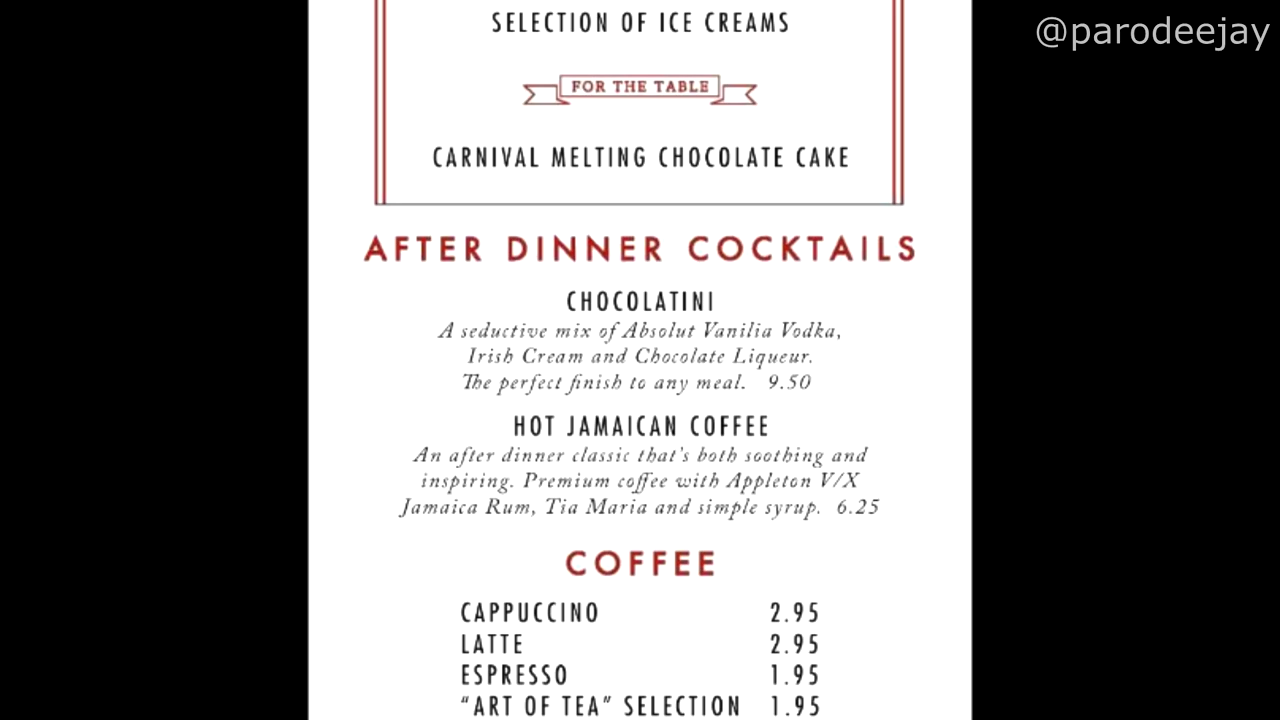 @parodeejay
SELECTION OF ICE CREAMS
FOR THE TABLE
CARNIVAL MELTING CHOCOLATE CAKE
AFTER DINNER COCKTAILS
CHOCOLATINI
A seductive mix of Absolut Vanilia Vodka,
Irish Cream and Chocolate Liqueur.
The perfect finish to any meal. 9.50
HOT JAMAICAN COFFEE
An after dinner classic that's both soothing and
inspiring. Premium coffee with Appleton V/X
Jamaica Rum, Tia Maria and simple syrup. 6.25
COFFEE
CAPPUCCINO 2.95
LATTE 2.95
ESPRESSO 1.95
“ART OF TEA” SELECTION 1.95